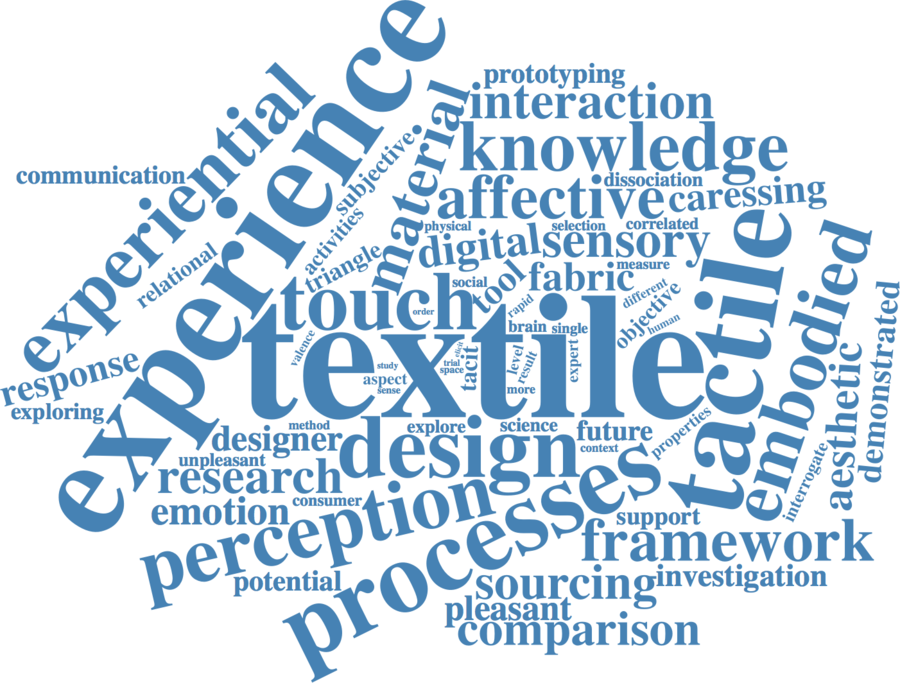 prototyping
interaction
knowledge
experience
experiential
communication
subjective
material
dissociation
affective
caressing
activities
physical
selection
correlated
digital
sensory
relational
triangle
tool
fabric
measure
social
tactile
embodied
touch
order
rapid
different
objective
human
brain
single
textile
valence
tacit
elicit
trial
space
level
result
expert
study
aspect
sense
more
response
exploring
aesthetic
demonstrated
method
explore
science
future
context
properties
designer
design
unpleasant
research
consumer
interrogate
emotion
perception
processes
support
framework
potential
sourcing
investigation
pleasant
comparison